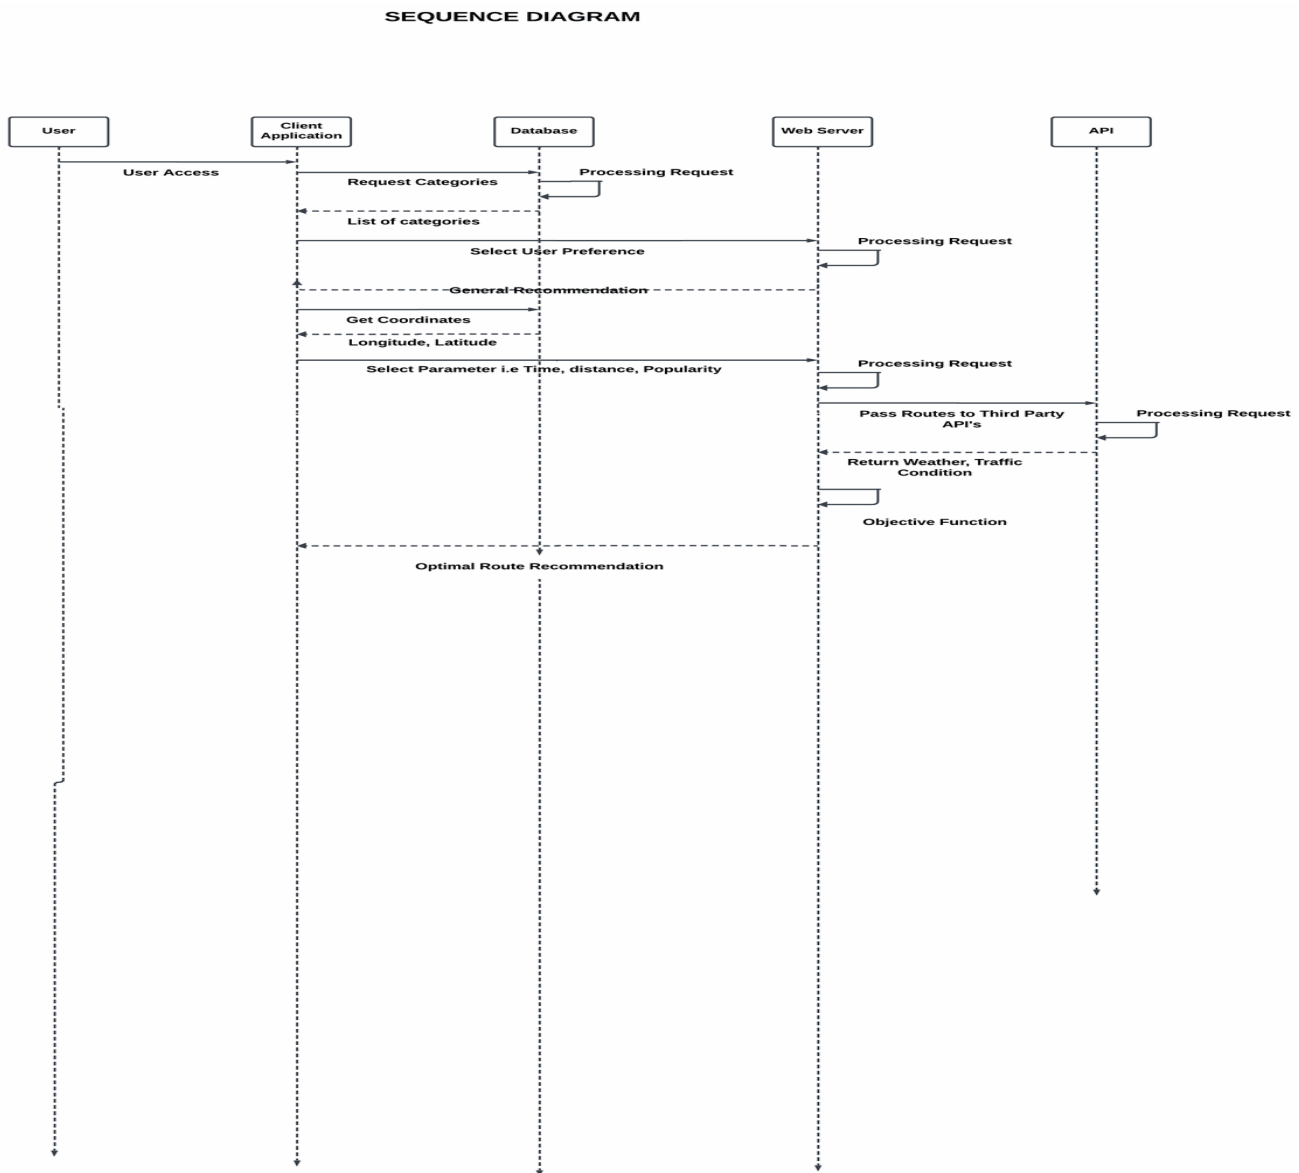 SEQUENCE DIAGRAM
User
Client
Application
Database
Web Server
API
User Access
Request Categories
Processing Request
List of categories
Select User Preference
Processing Request
General Recommendation
Get Coordinates
Longitude, Latitude
Select Parameter i.e Time, distance, Popularity
Processing Request
Pass Routes to Third Party
API's
Processing Request
Return Weather, Traffic
Condition
Objective Function
Optimal Route Recommendation